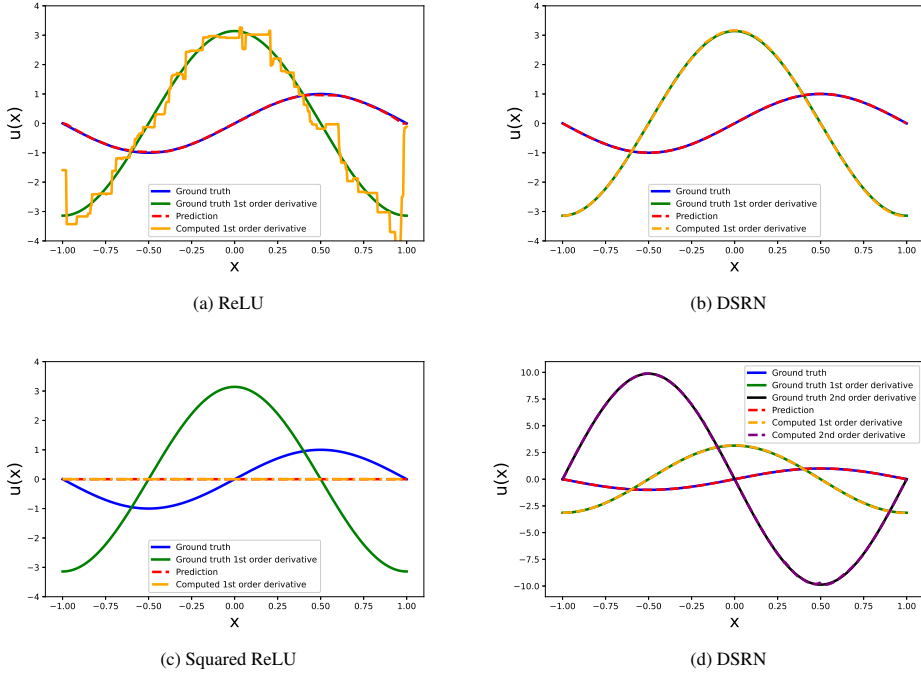 4
3
2
1
0
−1
−2
−3
−4
u(x)
Ground truth
Ground truth 1st order derivative
Prediction
Computed 1st order derivative
−1.00 −0.75 −0.50 −0.25 0.00 0.25 0.50 0.75 1.00
x
(a) ReLU
4
3
2
1
0
−1
−2
−3
−4
u(x)
Ground truth
Ground truth 1st order derivative
Prediction
Computed 1st order derivative
−1.00 −0.75 −0.50 −0.25 0.00 0.25 0.50 0.75 1.00
x
(b) DSRN
4
3
2
1
0
−1
−2
−3
−4
u(x)
Ground truth
Ground truth 1st order derivative
Prediction
Computed 1st order derivative
−1.00 −0.75 −0.50 −0.25 0.00 0.25 0.50 0.75 1.00
x
(c) Squared ReLU
10.0
7.5
5.0
2.5
0.0
−2.5
−5.0
−7.5
−10.0
u(x)
Ground truth
Ground truth 1st order derivative
Ground truth 2nd order derivative
Prediction
Computed 1st order derivative
Computed 2nd order derivative
−1.00 −0.75 −0.50 −0.25 0.00 0.25 0.50 0.75 1.00
x
(d) DSRN